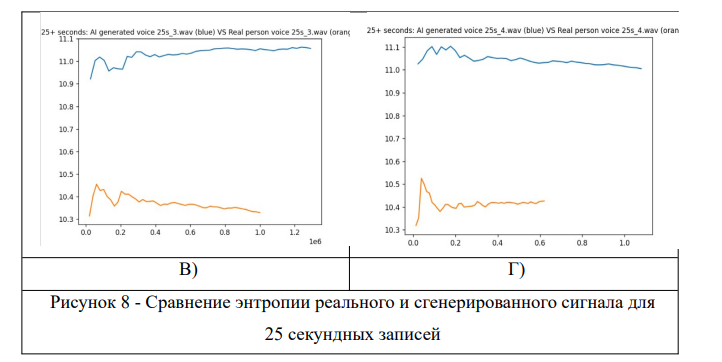 25+ seconds: AI generated voice 25s_3.wav (blue) VS Real person voice 25s_3.wav (orang
11.1
11.0
10.9
10.8
10.7
10.6
10.5
10.4
10.3
0.0 0.2 0.4 0.6 0.8 1.0 1.2
1e6
25+ seconds: AI generated voice 25s_4.wav (blue) VS Real person voice 25s_4.wav (oran
11.1
11.0
10.9
10.8
10.7
10.6
10.5
10.4
10.3
0.0 0.2 0.4 0.6 0.8 1.0
В) Г)
Рисунок 8 - Сравнение энтропии реального и сгенерированного сигнала для
25 секундных записей